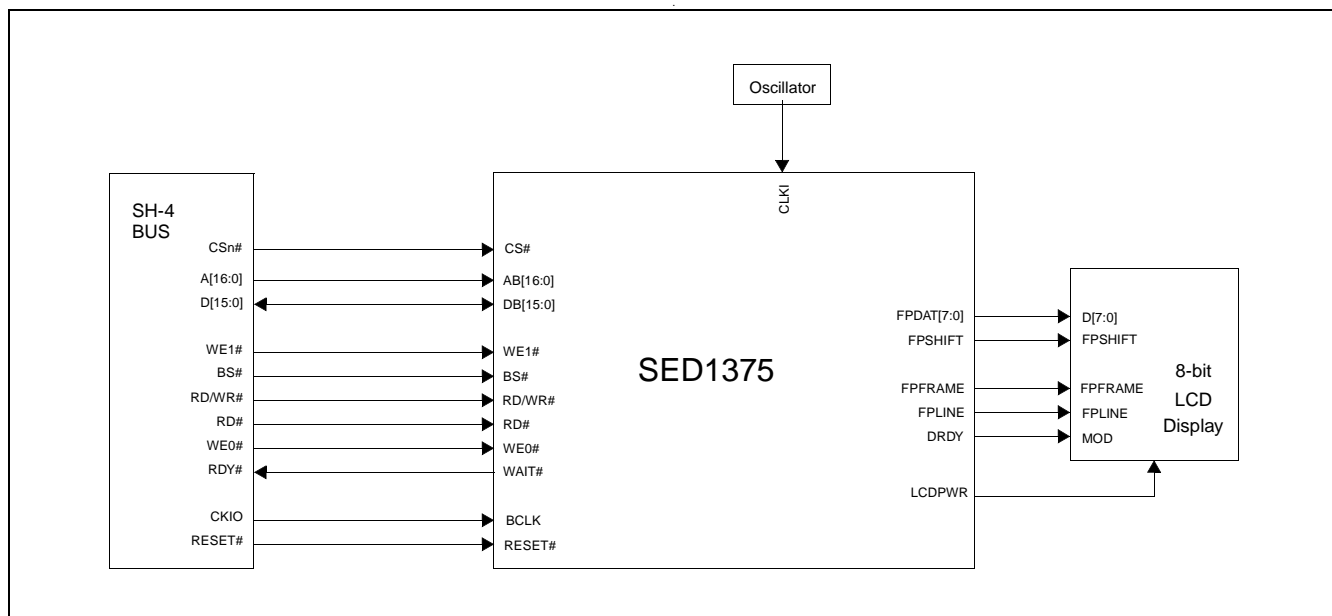 Oscillator
CLKI
SH-4
BUS
CSn#
A[16:0]
D[15:0]
WE1#
BS#
RD/WR#
RD#
WE0#
RDY#
CKIO
RESET#
CS#
AB[16:0]
DB[15:0]
WE1#
BS#
RD/WR#
RD#
WE0#
WAIT#
BCLK
RESET#
SED1375
FPDAT[7:0]
FPSHIFT
FPFRAME
FPLINE
DRDY
LCDPWR
D[7:0]
FPSHIFT
FPFRAME
FPLINE
MOD
8-bit
LCD
Display